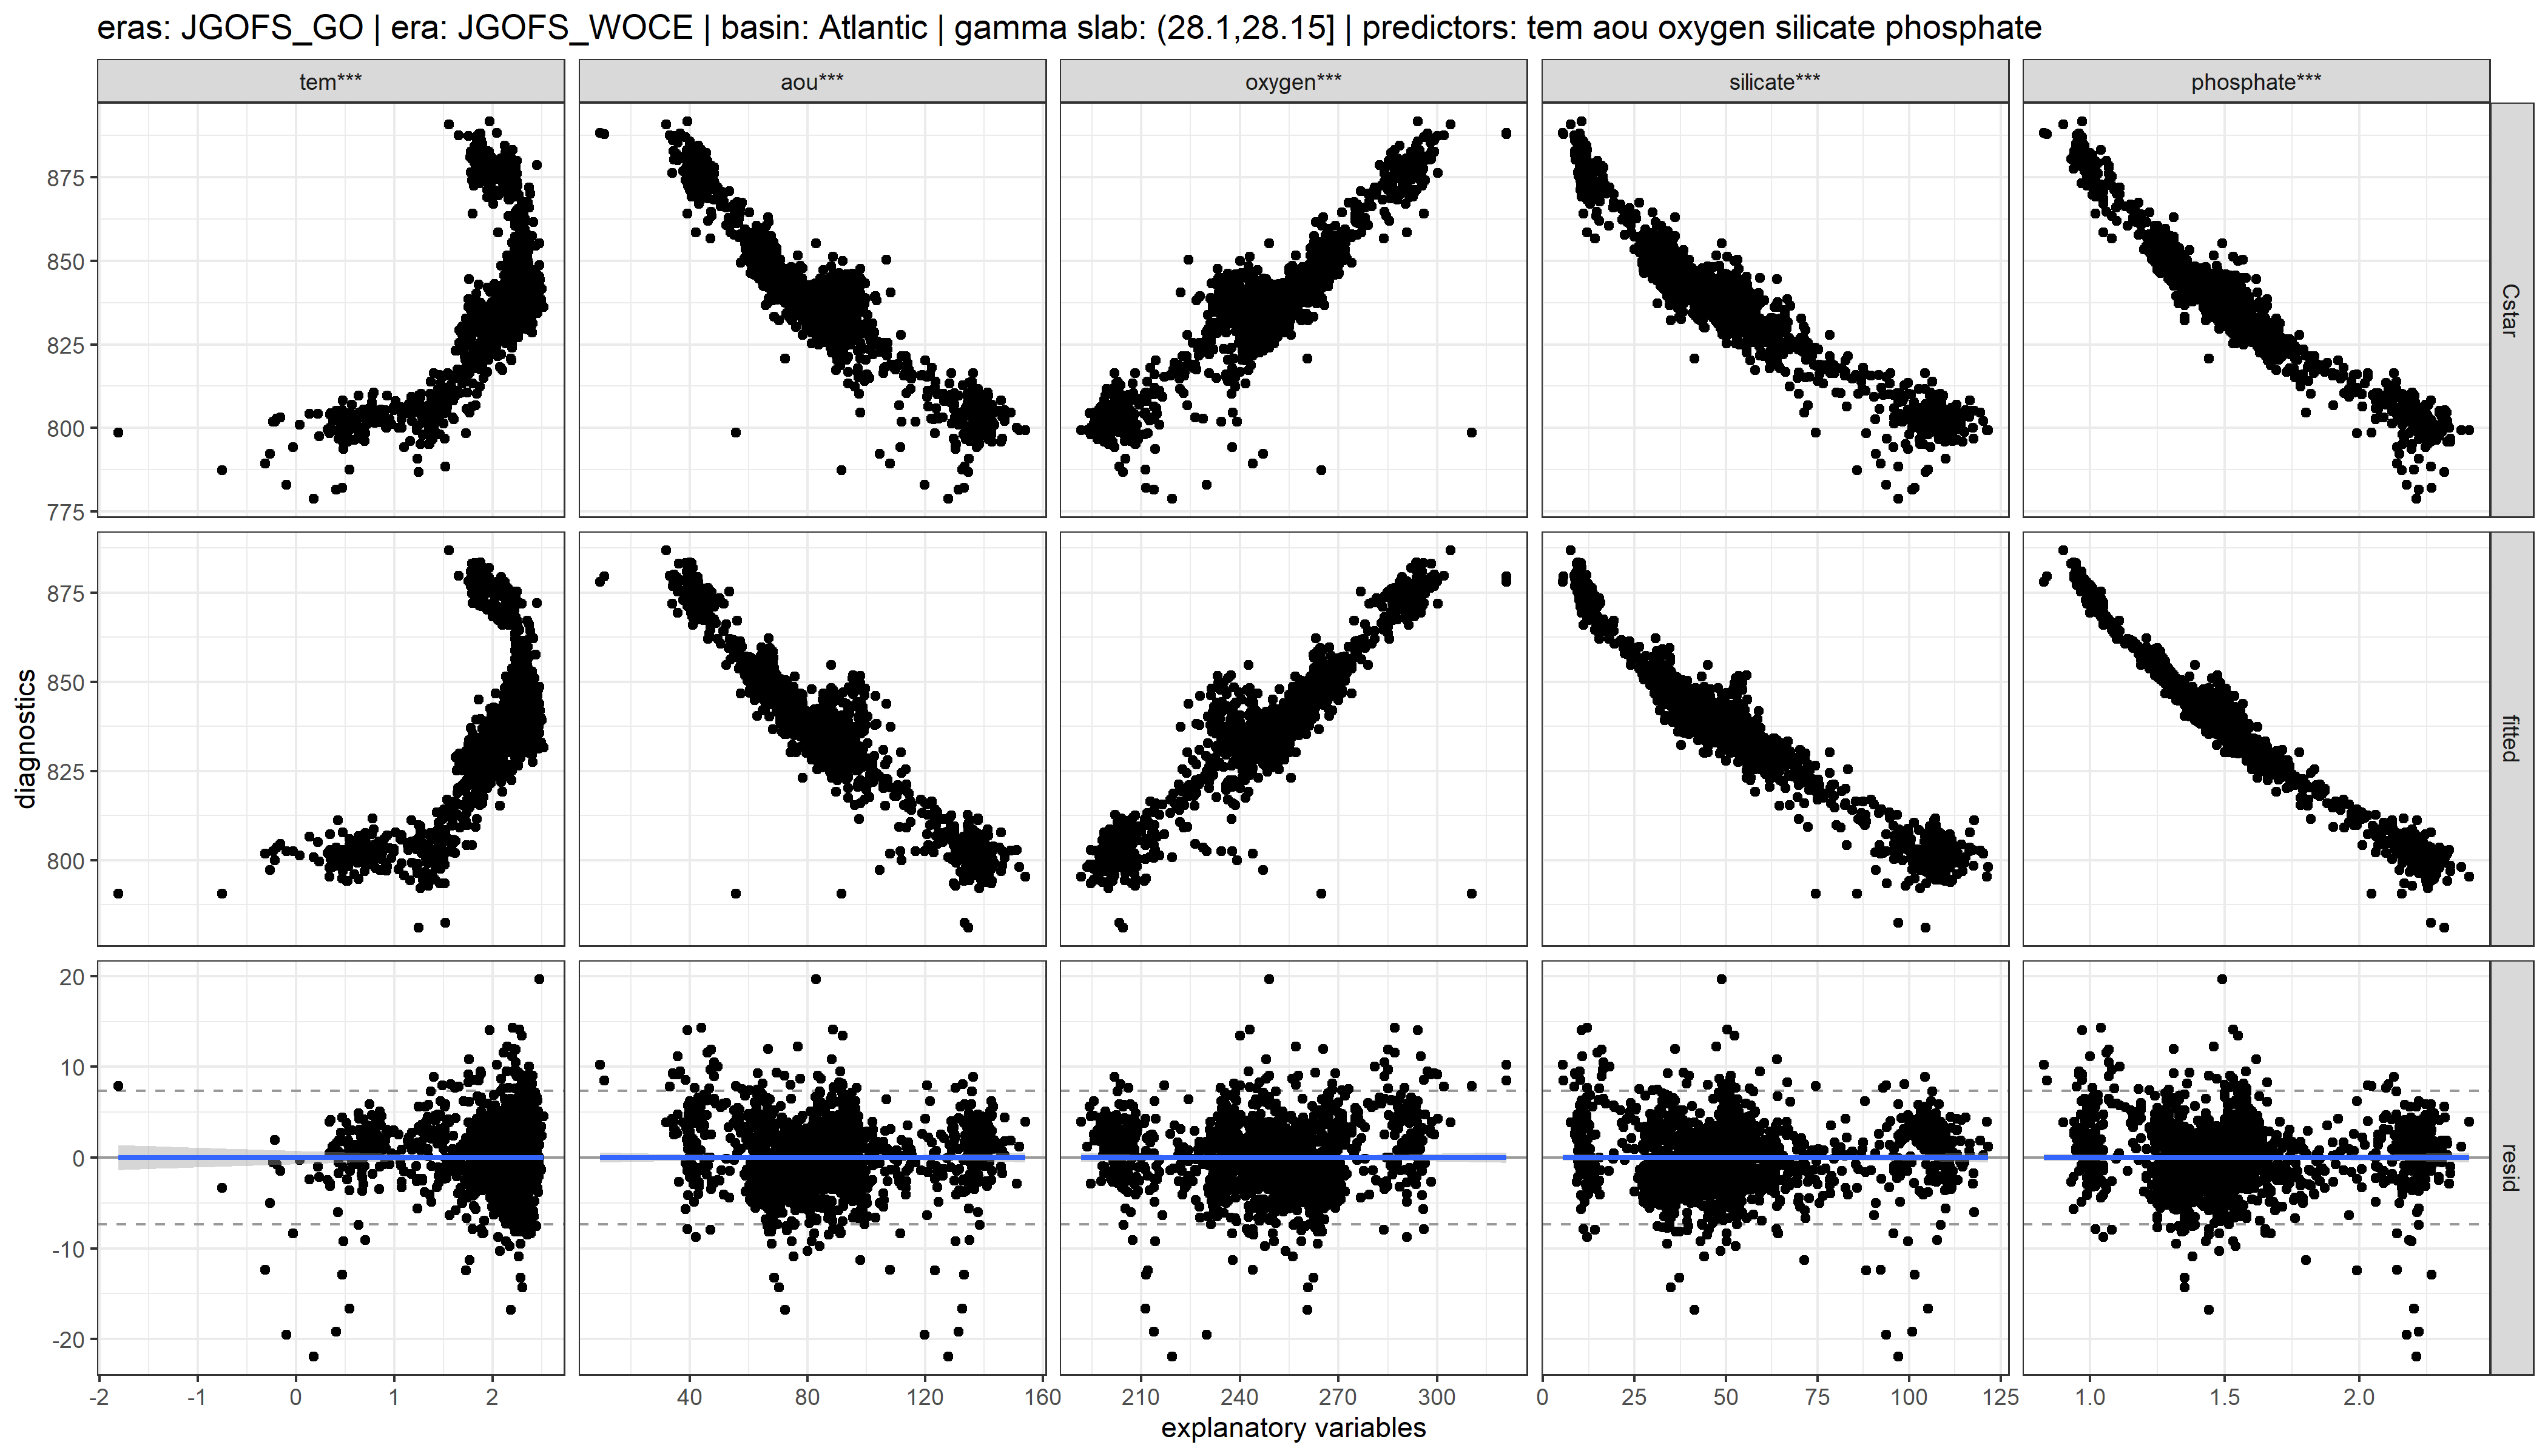 eras: JGOFS_GO | era: JGOFS_WOCE | basin: Atlantic | gamma slab: (28.1,28.15] | predictors: tem aou oxygen silicate phosphate
tem*** aou*** oxygen*** silicate*** phosphate***
875
850
825
800
775
Cstar
875
850
825
800
fitted
diagnostics
20
10
0
-10
-20
resid
-2 -1 0 1 2 40 80 120 160 210 240 270 300 0 25 50 75 100 125 1.0 1.5 2.0
explanatory variables